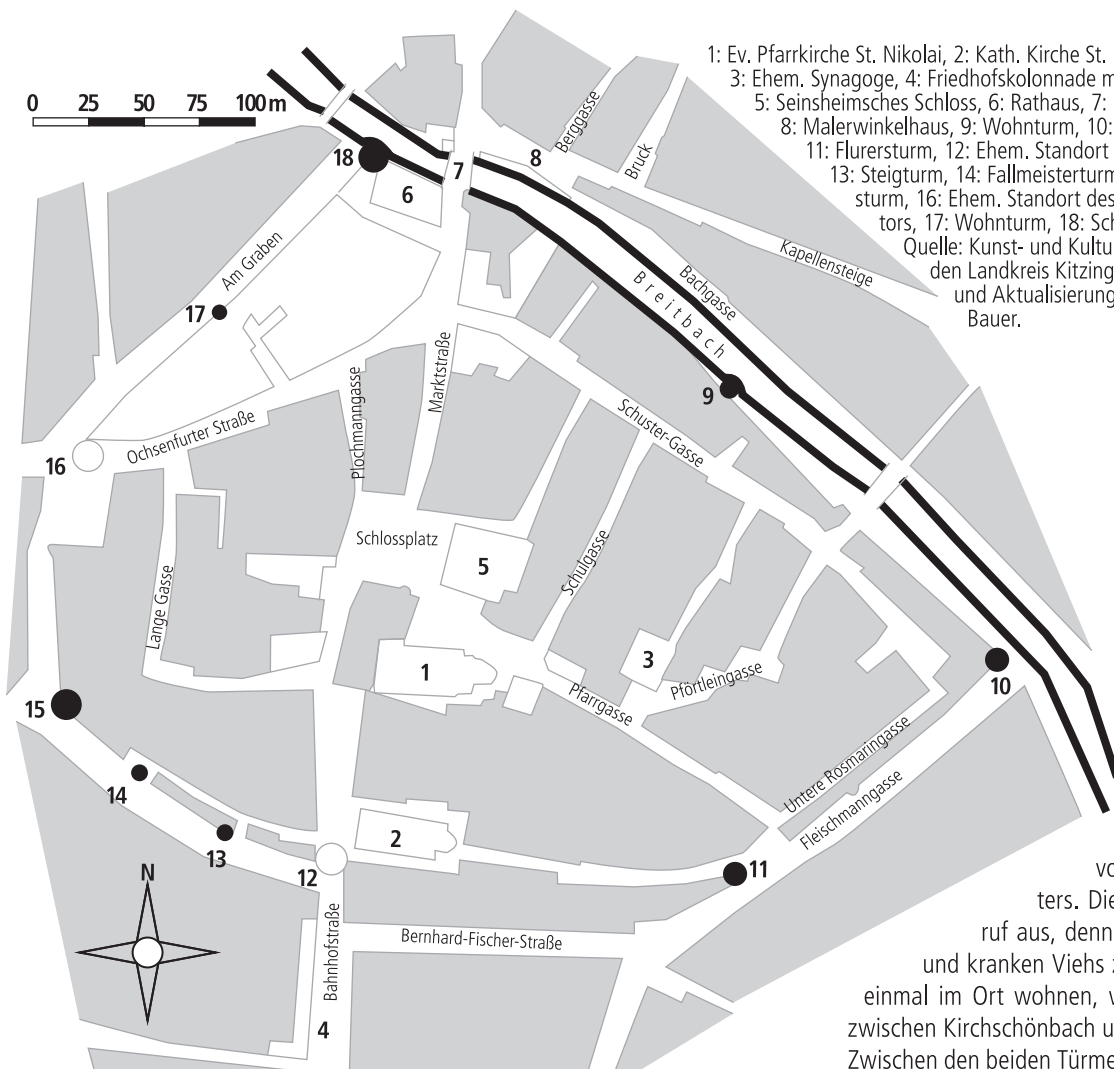 1: Ev. Pfarrkirche St. Nikolai, 2: Kath. Kirche St.
3: Ehem. Synagoge, 4: Friedhofskolonnade
5: Seinsheimsches Schloss, 6: Rathaus, 7:
8: Malerwinkelhaus, 9: Wohnturm, 10:
11: Flurersturm, 12: Ehem. Standort
13: Steigturm, 14: Fallmeisterturm
sturm, 16: Ehem. Standort des
tors, 17: Wohnturm, 18: Sch
Quelle: Kunst- und Kultu
den Landkreis Kitzing
und Aktualisierung
Bauer.
0 25 50 75 100 m
18
6
7
8
Berggasse
Bruck
Kapellensteige
Am Graben
17
Breitbach
Bachgasse
9
Marktstraße
Plochmanngasse
Ochsenfurter Straße
16
Schuster-Gasse
Schlossplatz
5
Schulgasse
Lange Gasse
1
3
Pförtleingasse
Pfarrgasse
10
15
14
13
Untere Rosmaringasse
Fleischmanngasse
2
12
11
N
Bahnhofstraße
Bernhard-Fischer-Straße
4
vo
ters. Die
ruf aus, denn
und kranken Viehs
einmal im Ort wohnen,
zwischen Kirchschönbach u
Zwischen den beiden Türme